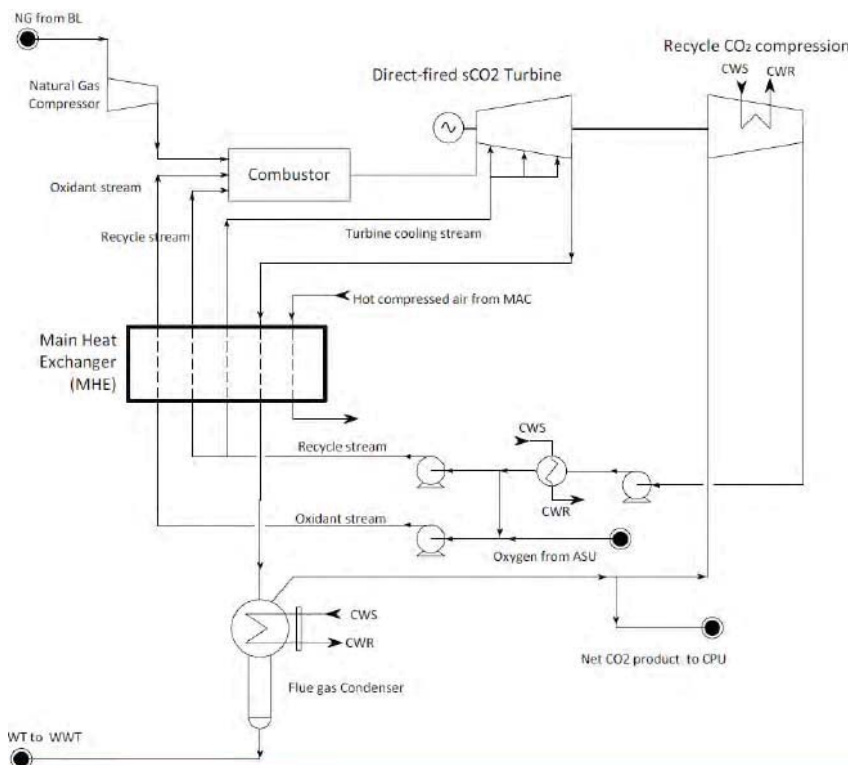 NG from BL
Recycle CO₂ compression
CWS
CWR
Direct-fired sCO2 Turbine
Natural Gas
Compressor
Combustor
Oxidant stream
Recycle stream
Turbine cooling stream
Hot compressed air from MAC
Main Heat
Exchanger
(MHE)
CWS
Recycle stream
CWR
Oxidant stream
Oxygen from ASU
CWS
CWR
Net CO2 product to CPU
Flue gas Condenser
WT to WWT